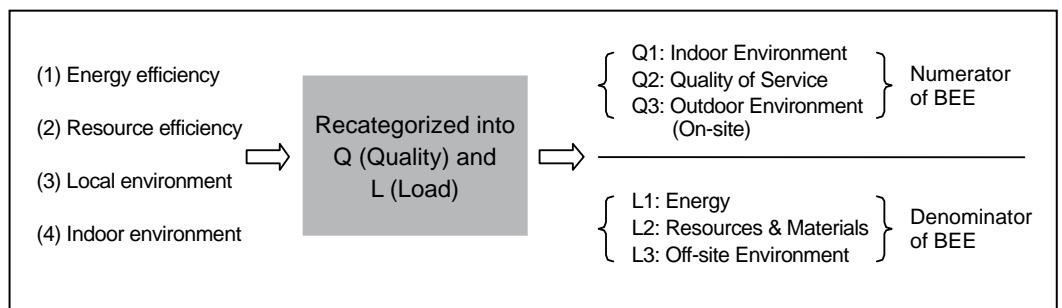 (1) Energy efficiency
(2) Resource efficiency
(3) Local environment
(4) Indoor environment
Recategorized into
Q (Quality) and
L (Load)
Q1: Indoor Environment
Q2: Quality of Service
Q3: Outdoor Environment
(On-site)
Numerator
of BEE
L1: Energy
L2: Resources & Materials
L3: Off-site Environment
Denominator
of BEE